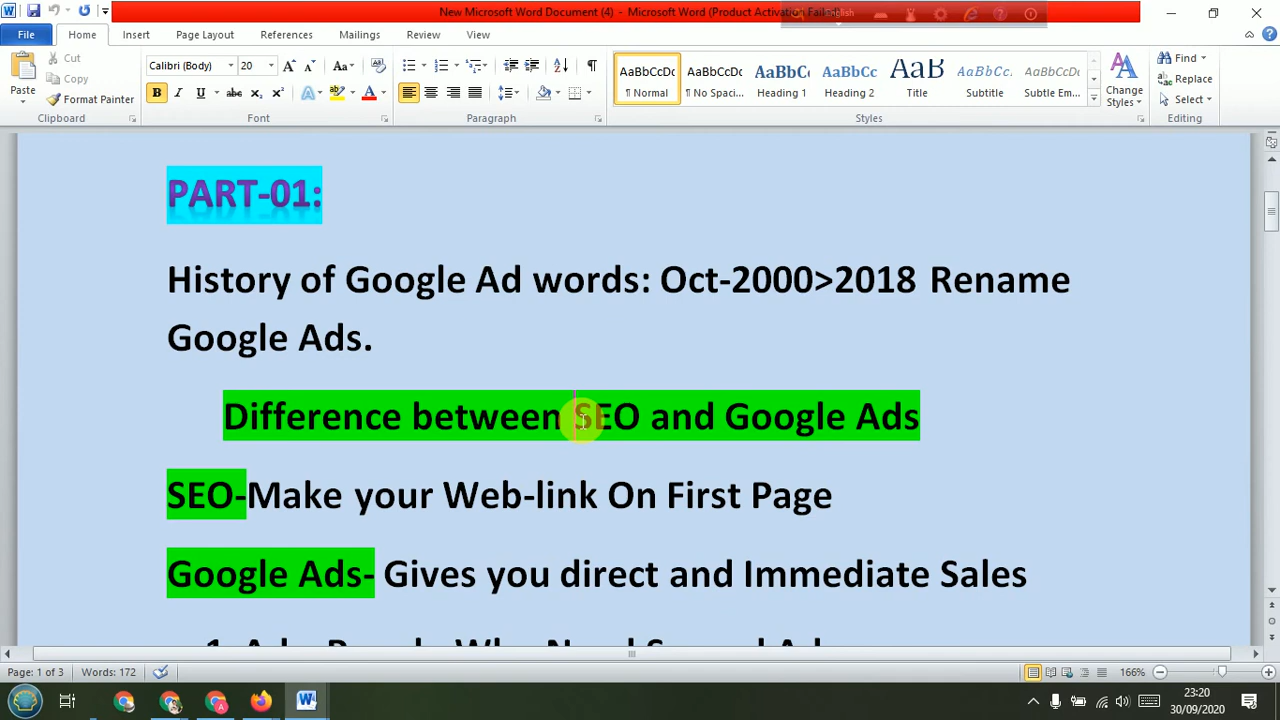 New Microsoft Word Document (4) - Microsoft Word (Product Activation Failed)
English
File Home Insert Page Layout References Mailings Review View
Paste
Cut
Copy
Format Painter
Clipboard
Calibri (Body) 20
Font
Paragraph
AaBbCcDc AaBbCcDc AaBbCc AaBbCc AaB AaBbCcL AaBbCcDc
¶ Normal ¶ No Spaci... Heading 1 Heading 2 Title Subtitle Subtle Em...
Styles
Change
Styles
Find
Replace
Select
Editing
PART-01:
History of Google Ad words: Oct-2000>2018 Rename
Google Ads.
Difference between SEO and Google Ads
SEO-Make your Web-link On First Page
Google Ads- Gives you direct and Immediate Sales
Page: 1 of 3 Words: 172 166%
23:20
30/09/2020